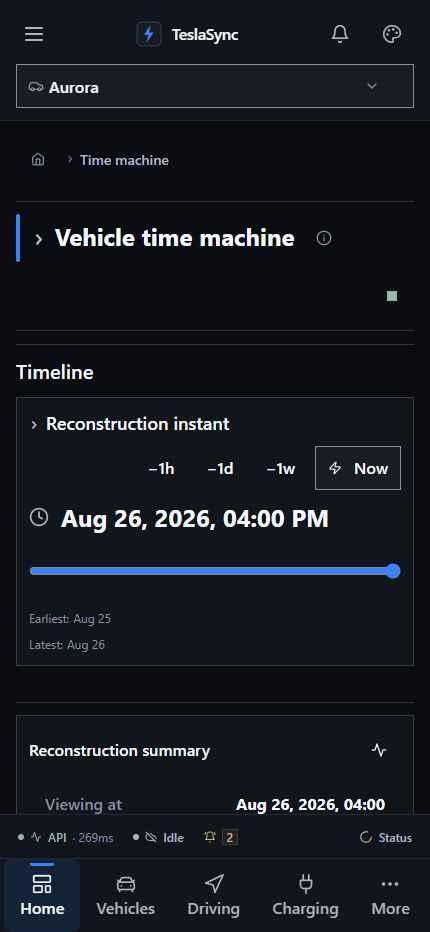 TeslaSync
Aurora
Time machine
Vehicle time machine
Timeline
Reconstruction instant
−1h −1d −1w Now
Aug 26, 2026, 04:00 PM
Earliest: Aug 25
Latest: Aug 26
Reconstruction summary
Viewing at Aug 26, 2026, 04:00
API · 269ms Idle 2 Status
Home Vehicles Driving Charging More